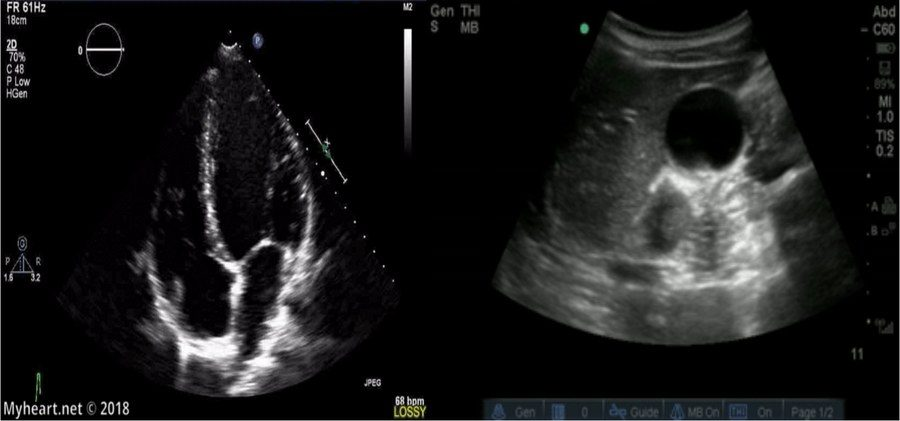 FR 61Hz
18cm
2D
70%
C 48
P Low
HGen
0
P
M2
G
P R
1.6 3.2
JPEG
68 bpm
LOSSY
Myheart.net © 2018
Gen THI
S MB
Abd
C60
89%
MI
1.0
TIS
0.2
A
B
11
Gen 0 Guide MB On THI On Page 1/2